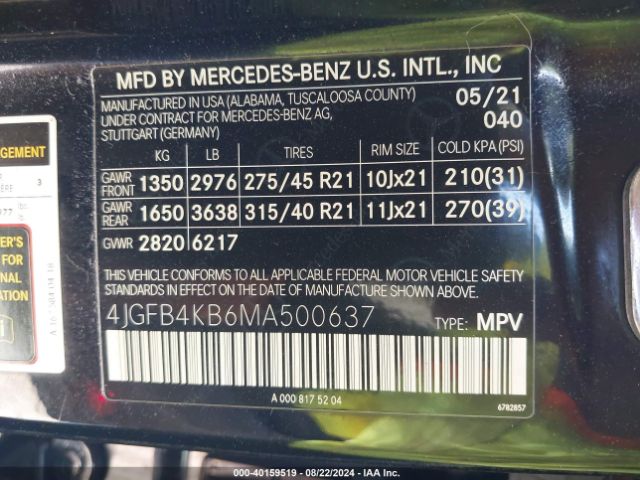 MFD BY MERCEDES-BENZ U.S. INTL., INC
MANUFACTURED IN USA (ALABAMA, TUSCALOOSA COUNTY) 05/21
UNDER CONTRACT FOR MERCEDES-BENZ AG, 040
STUTTGART (GERMANY)
KG LB TIRES RIM SIZE COLD KPA (PSI)
GAWR FRONT 1350 2976 275/45 R21 10Jx21 210(31)
GAWR REAR 1650 3638 315/40 R21 11Jx21 270(39)
GVWR 2820 6217
THIS VEHICLE CONFORMS TO ALL APPLICABLE FEDERAL MOTOR VEHICLE SAFETY
STANDARDS IN EFFECT ON THE DATE OF MANUFACTURE SHOWN ABOVE.
4JGFB4KB6MA500637 TYPE: MPV
A 000 817 52 04
6782857
3
FOR
000-40159519 - 08/22/2024 - IAA Inc.